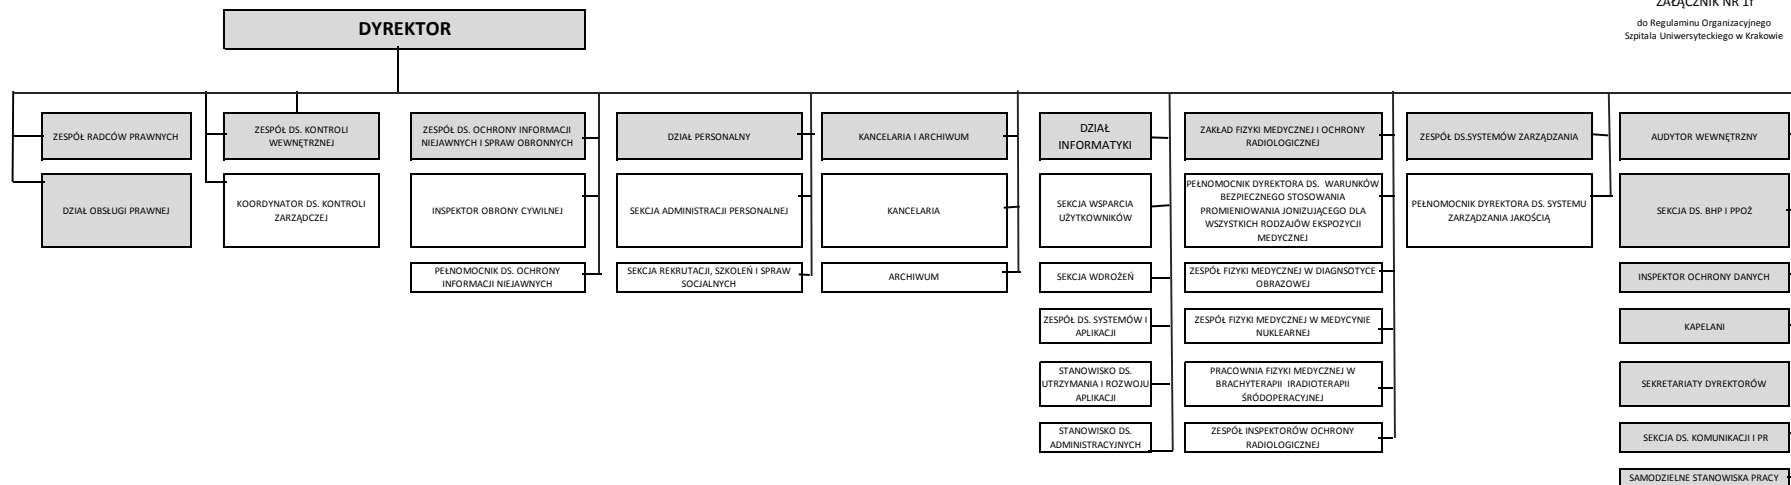 ZAŁĄCZNIK NR 1f
do Regulaminu Organizacyjnego
Szpitala Uniwersyteckiego w Krakowie
DYREKTOR
ZESPÓŁ RADCÓW PRAWNYCH
DZIAŁ OBSŁUGI PRAWNEJ
ZESPÓŁ DS. KONTROLI
WEWNĘTRZNEJ
KOORDYNATOR DS. KONTROLI
ZARZĄDCZEJ
ZESPÓŁ DS. OCHRONY INFORMACJI
NIEJAWNYCH I SPRAW OBRONNYCH
INSPEKTOR OBRONY CYWILNEJ
PEŁNOMOCNIK DS. OCHRONY
INFORMACJI NIEJAWNYCH
DZIAŁ PERSONALNY
SEKCJA ADMINISTRACJI PERSONALNEJ
SEKCJA REKRUTACJI, SZKOLEŃ I SPRAW
SOCJALNYCH
KANCELARIA I ARCHIWUM
KANCELARIA
ARCHIWUM
DZIAŁ
INFORMATYKI
SEKCJA WSPARCIA
UŻYTKOWNIKÓW
SEKCJA WDROŻEŃ
ZESPÓŁ DS. SYSTEMÓW I
APLIKACJI
STANOWISKO DS.
UTRZYMANIA I ROZWOJU
APLIKACJI
STANOWISKO DS.
ADMINISTRACYJNYCH
ZAKŁAD FIZYKI MEDYCZNEJ I OCHRONY
RADIOLOGICZNEJ
PEŁNOMOCNIK DYREKTORA DS. WARUNKÓW
BEZPIECZNEGO STOSOWANIA
PROMIENIOWANIA JONIZUJĄCEGO DLA
WSZYSTKICH RODZAJÓW EKSPOZYCJI
MEDYCZNEJ
ZESPÓŁ FIZYKI MEDYCZNEJ W DIAGNSOTYCE
OBRAZOWEJ
ZESPÓŁ FIZYKI MEDYCZNEJ W MEDYCYNIE
NUKLEARNEJ
PRACOWNIA FIZYKI MEDYCZNEJ W
BRACHYTERAPII IRADIOTERAPII
ŚRÓDOPERACYJNEJ
ZESPÓŁ INSPEKTORÓW OCHRONY
RADIOLOGICZNEJ
ZESPÓŁ DS.SYSTEMÓW ZARZĄDZANIA
PEŁNOMOCNIK DYREKTORA DS. SYSTEMU
ZARZĄDZANIA JAKOŚCIĄ
AUDYTOR WEWNĘTRZNY
SEKCJA DS. BHP I PPOŻ
INSPEKTOR OCHRONY DANYCH
KAPELANI
SEKRETARIATY DYREKTORÓW
SEKCJA DS. KOMUNIKACJI I PR
SAMODZIELNE STANOWISKA PRACY